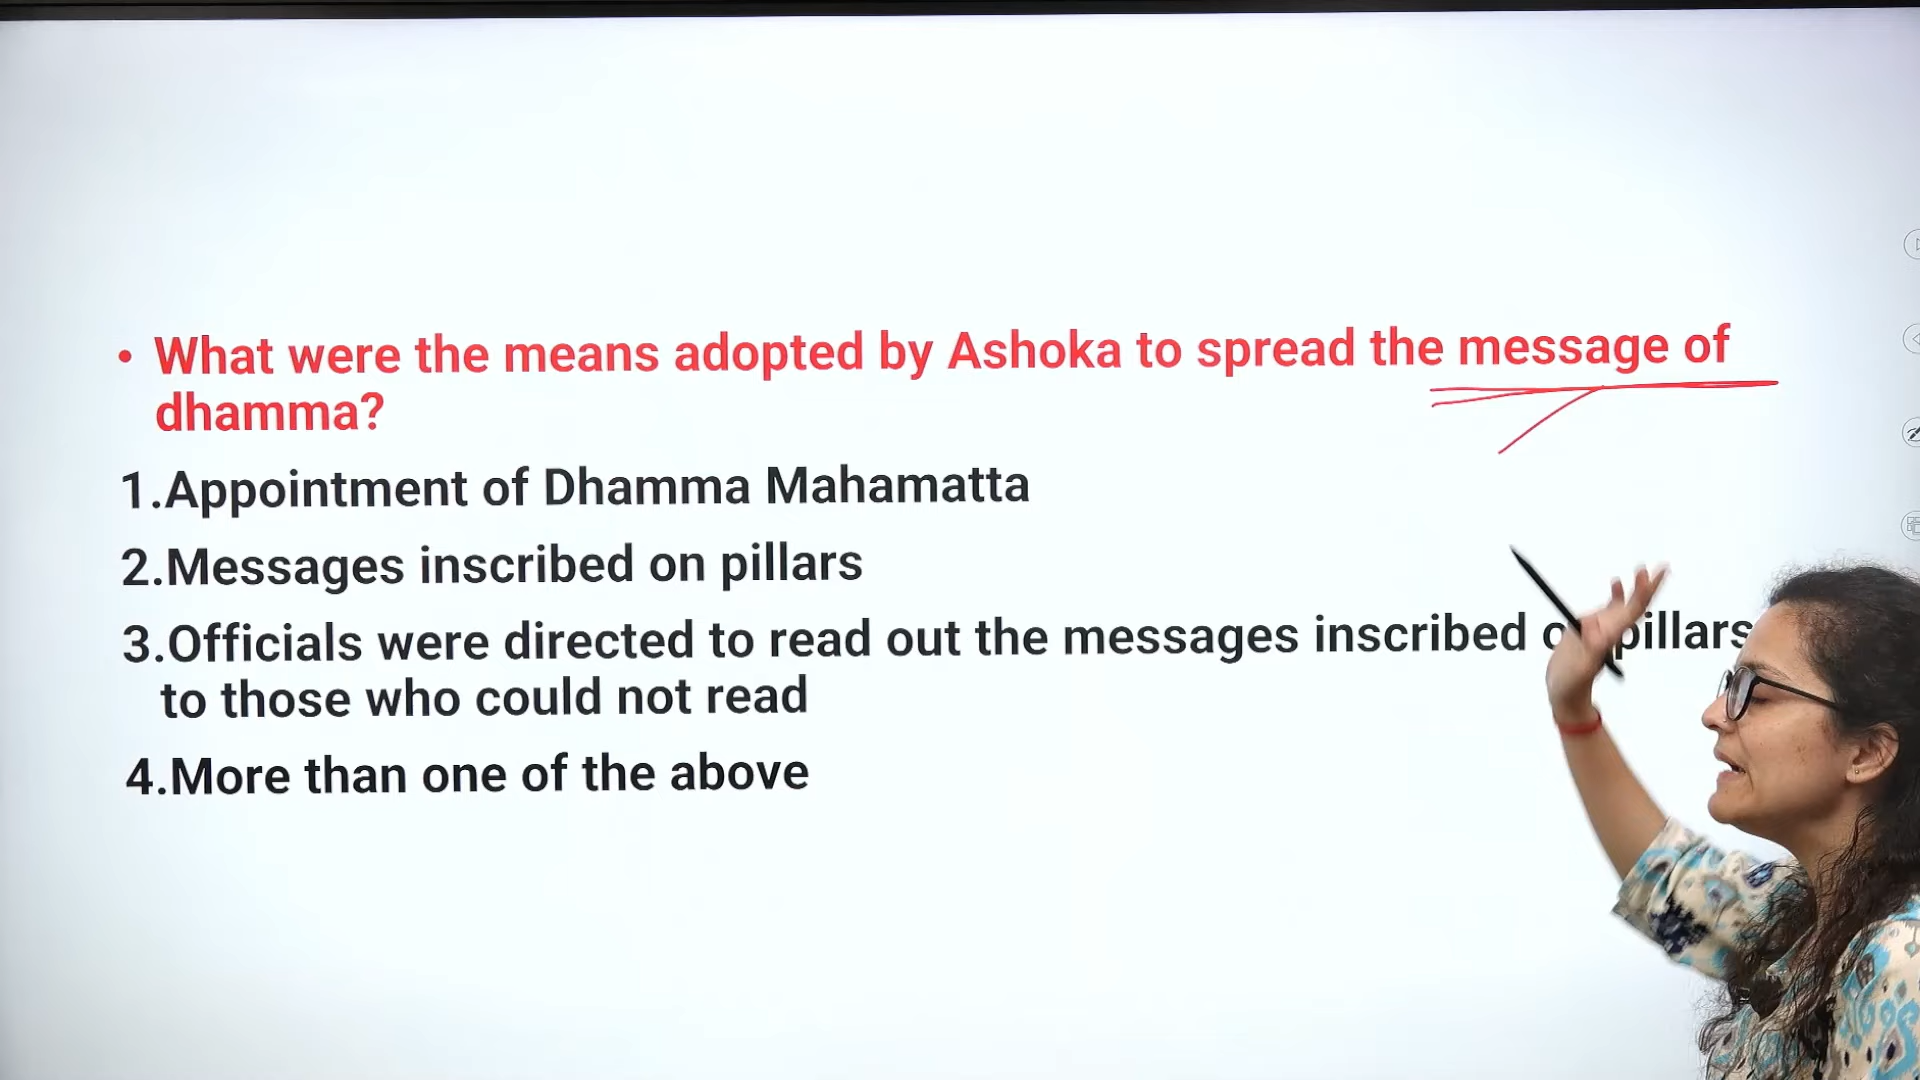 • What were the means adopted by Ashoka to spread the message of
dhamma?
1.Appointment of Dhamma Mahamatta
2.Messages inscribed on pillars
3.Officials were directed to read out the messages inscribed pillars
to those who could not read
4.More than one of the above